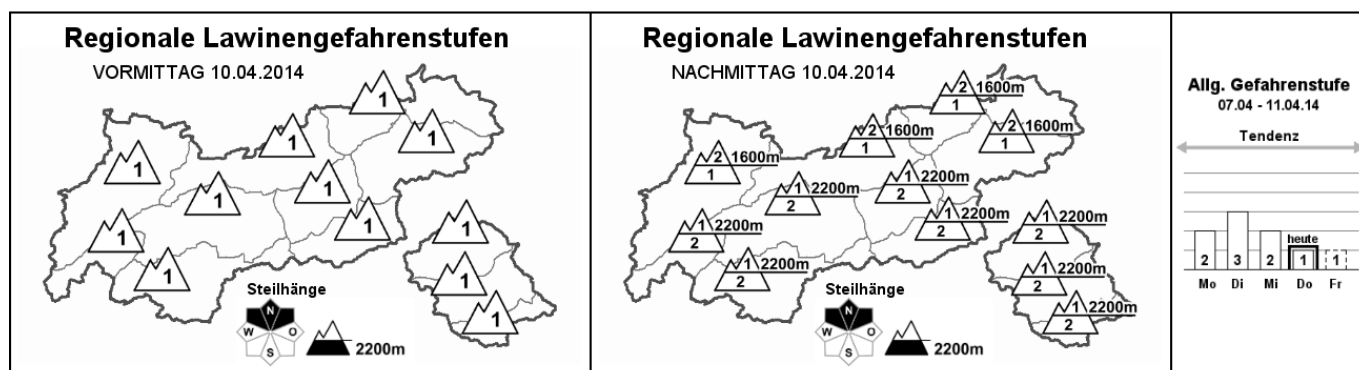 Regionale Lawinengefahrenstufen
VORMITTAG 10.04.2014
1
1
1
1
1
1
1
1
1
1
1
1
Steilhänge
N
W O
S
2200m
Regionale Lawinengefahrenstufen
NACHMITTAG 10.04.2014
2 1600m
1
2 1600m
1
2 1600m
1
2 1600m
1
1 2200m
2
1 2200m
2
1 2200m
2
1 2200m
2
1 2200m
2
1 2200m
2
1 2200m
2
1 2200m
2
Steilhänge
N
W O
S
2200m
Allg. Gefahrenstufe
07.04 - 11.04.14
Tendenz
heute
2 3 2 1 1
Mo Di Mi Do Fr